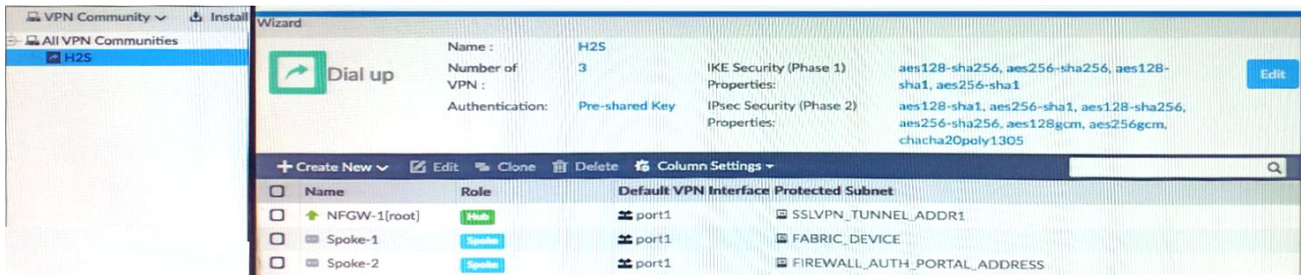 VPN Community Install
Wizard
All VPN Communities
H2S
Dial up
Name : H2S
Number of VPN : 3
Authentication: Pre-shared Key
IKE Security (Phase 1) Properties: aes128-sha256, aes256-sha256, aes128-
sha1, aes256-sha1
IPsec Security (Phase 2) Properties: aes128-sha1, aes256-sha1, aes128-sha256,
aes256-sha256, aes128gcm, aes256gcm,
chacha20poly1305
Edit
Create New Edit Clone Delete Column Settings
Name Role Default VPN Interface Protected Subnet
NFGW-1[root] Hub port1 SSLVPN_TUNNEL_ADDR1
Spoke-1 Spoke port1 FABRIC_DEVICE
Spoke-2 Spoke port1 FIREWALL_AUTH_PORTAL_ADDRESS